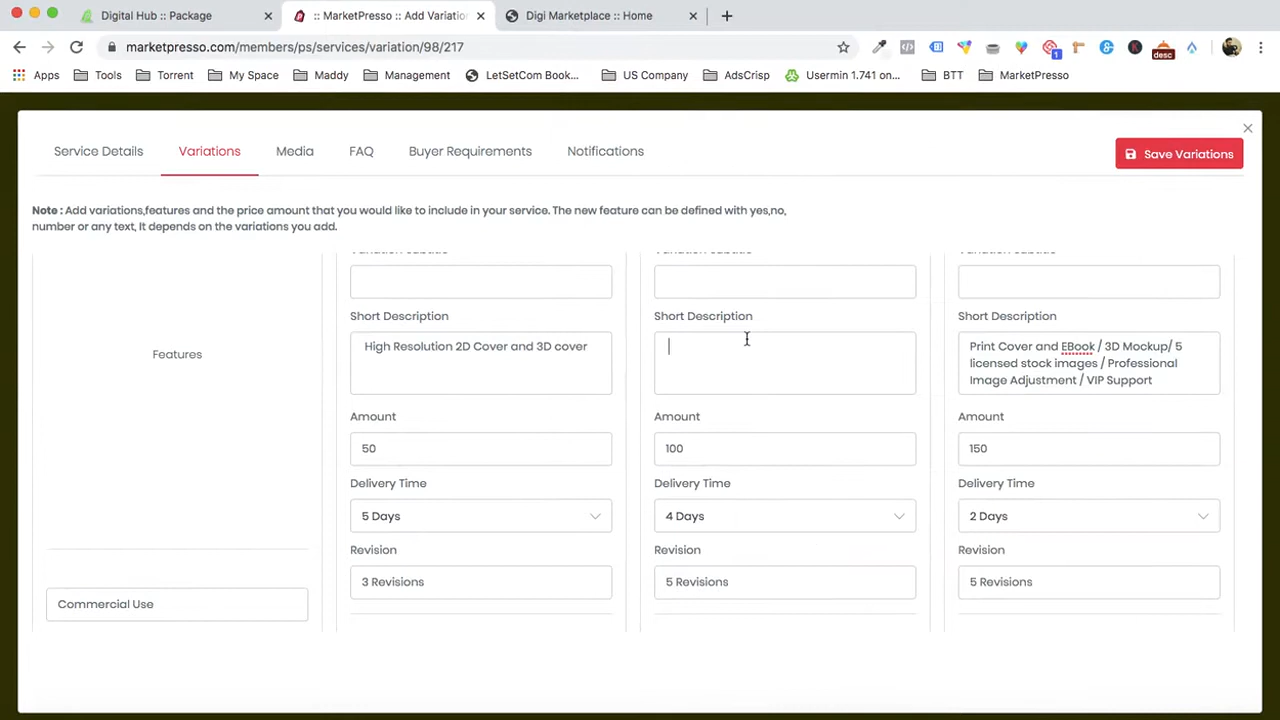 Digital Hub :: Package
:: MarketPresso :: Add Variation
Digi Marketplace :: Home
marketpresso.com/members/ps/services/variation/98/217
1
desc
Apps
Tools
Torrent
My Space
Maddy
Management
LetSetCom Book...
US Company
AdsCrisp
Usermin 1.741 on...
BTT
MarketPresso
Service Details
Variations
Media
FAQ
Buyer Requirements
Notifications
Save Variations
Note : Add variations,features and the price amount that you would like to include in your service. The new feature can be defined with yes,no,
number or any text, It depends on the variations you add.
Features
Commercial Use
Variation Subtitle
Short Description
High Resolution 2D Cover and 3D cover
Amount
50
Delivery Time
5 Days
Revision
3 Revisions
Variation Subtitle
Short Description
Amount
100
Delivery Time
4 Days
Revision
5 Revisions
Variation Subtitle
Short Description
Print Cover and EBook / 3D Mockup/ 5
licensed stock images / Professional
Image Adjustment / VIP Support
Amount
150
Delivery Time
2 Days
Revision
5 Revisions